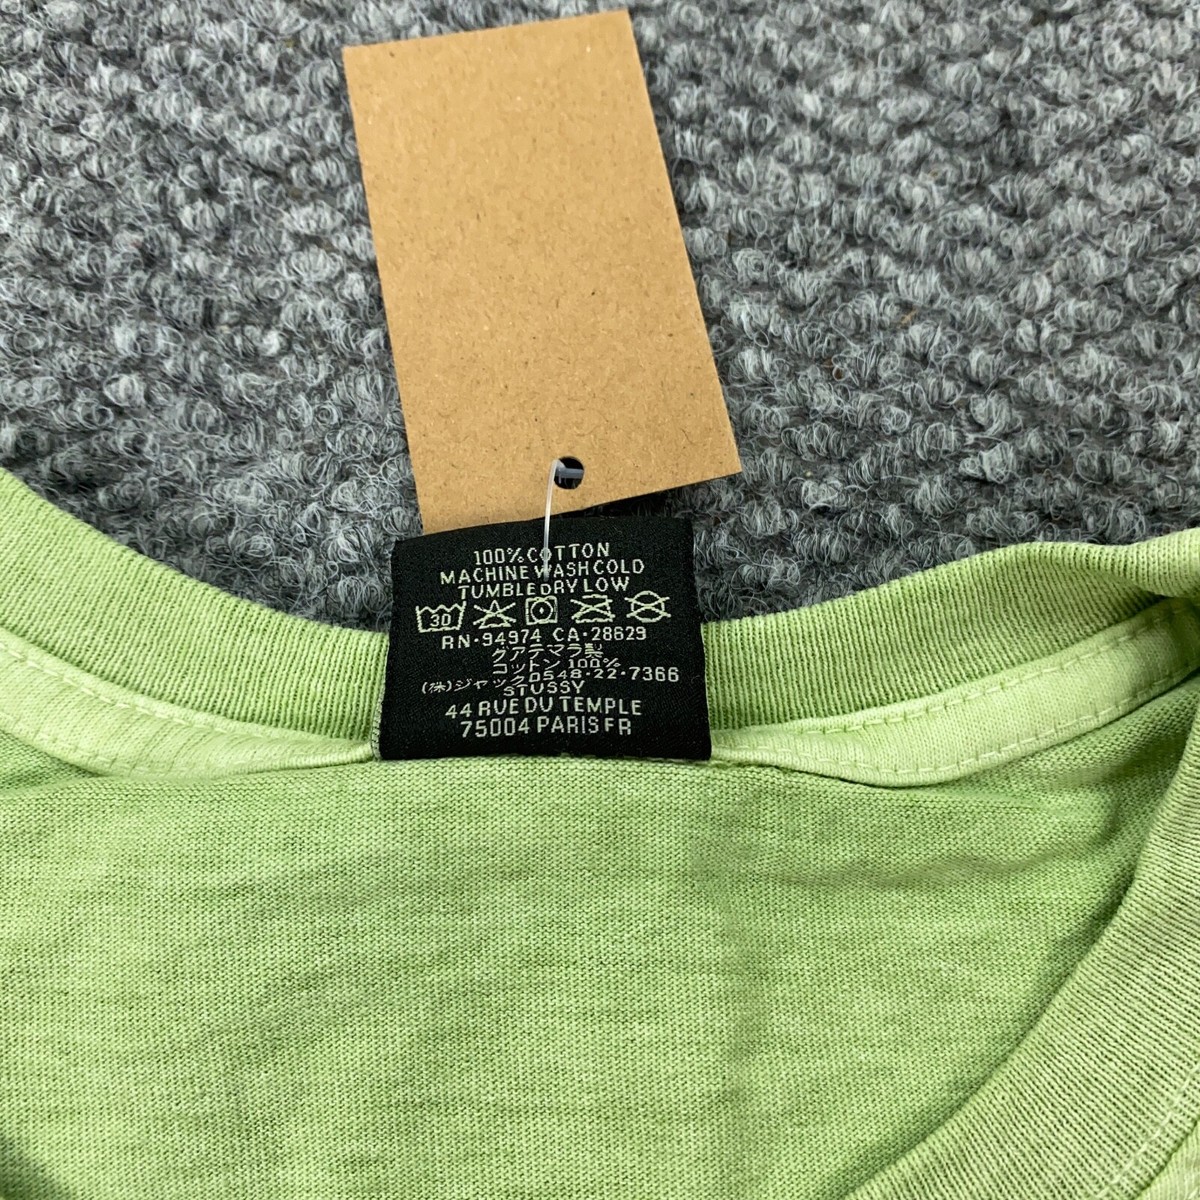 100% COTTON
MACHINE WASH COLD
TUMBLE DRY LOW
30
RN·94974 CA·28629
グアテマラ製
コットン 100%
(株)ジャック 0548·22·7366
STUSSY
44 RUE DU TEMPLE
75004 PARIS FR